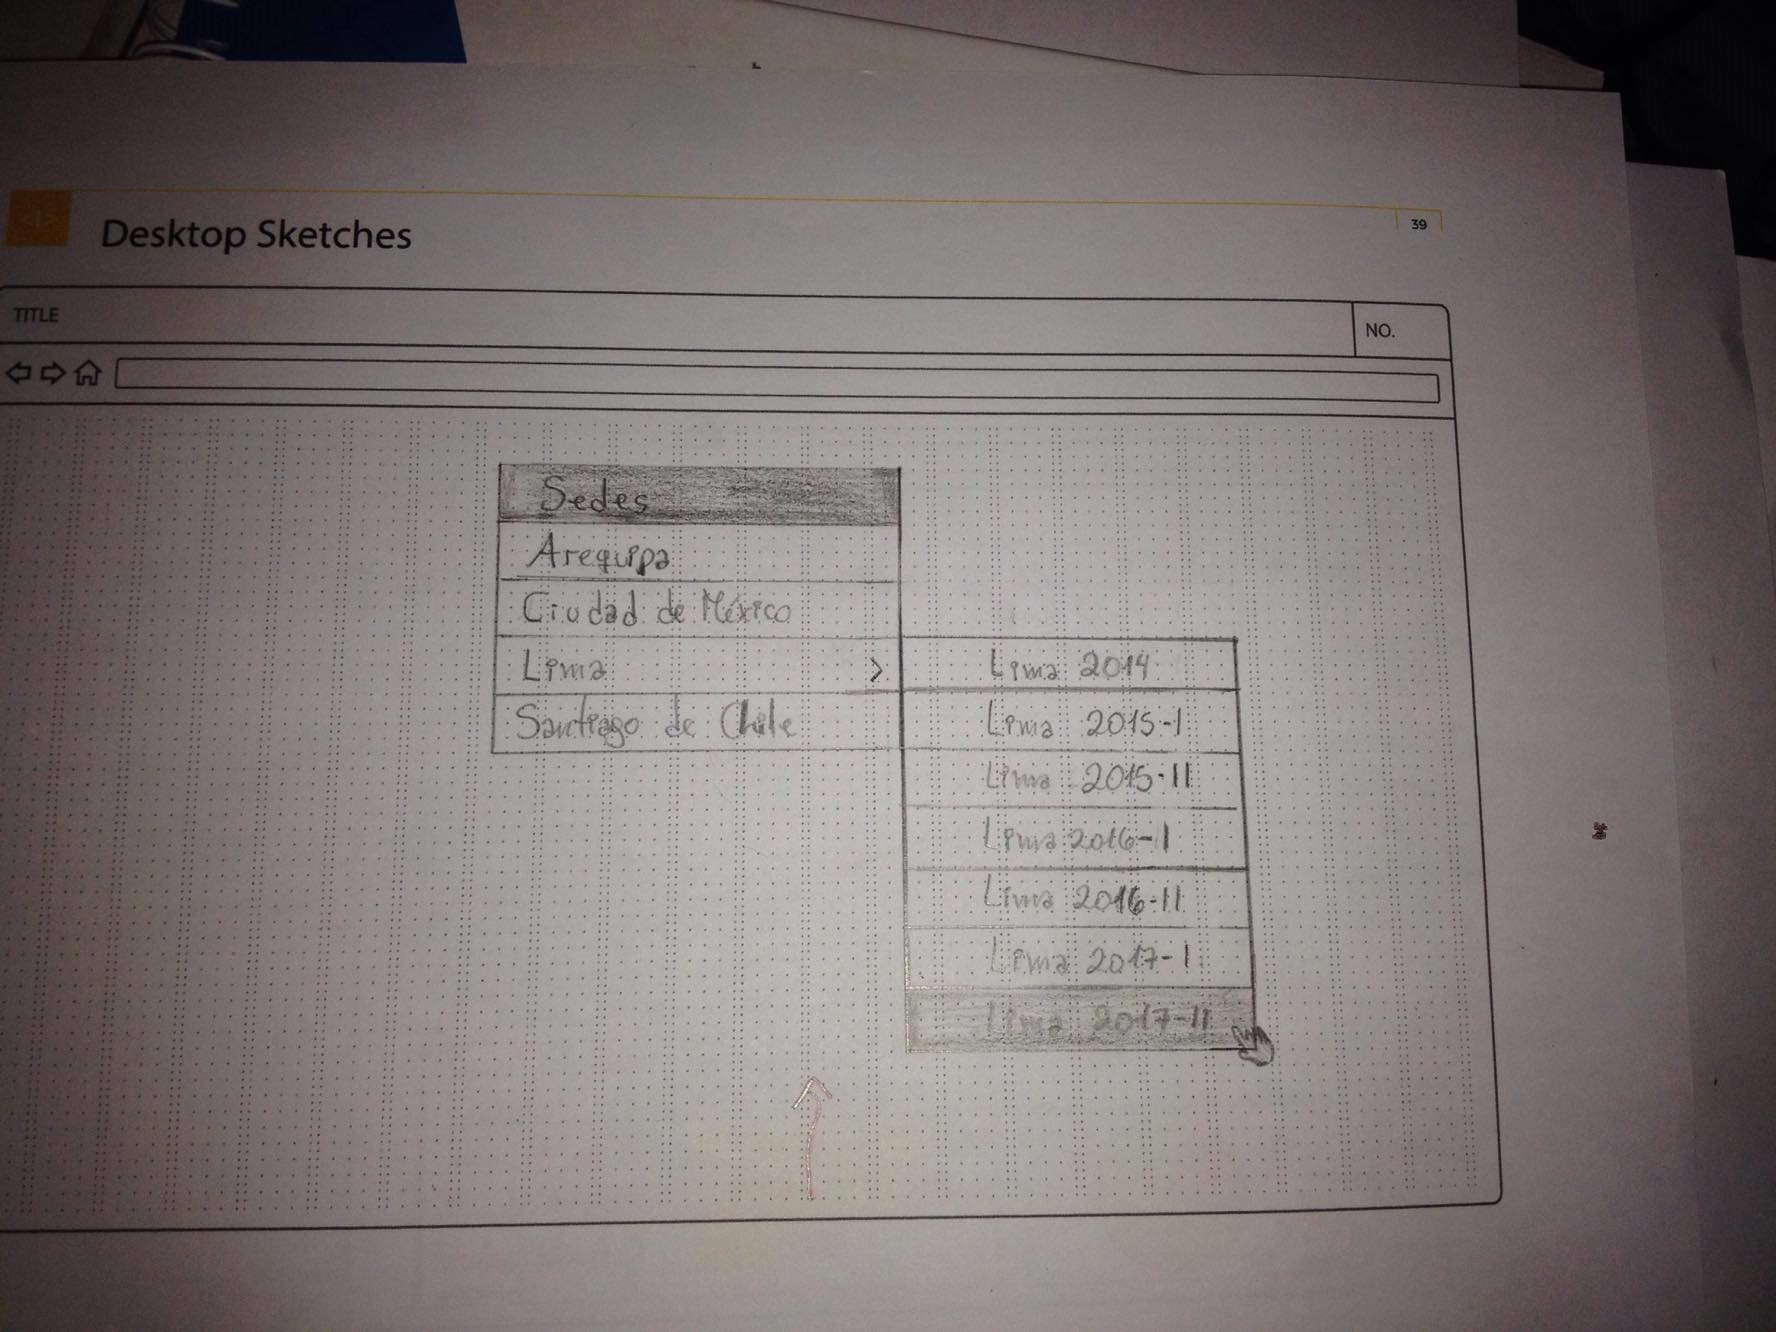 Desktop Sketches
39
TITLE
NO.
Sedes
Arequipa
Ciudad de México
Lima >
Santiago de Chile
Lima 2014
Lima 2015-I
Lima 2015-II
Lima 2016-I
Lima 2016-II
Lima 2017-I
Lima 2017-II